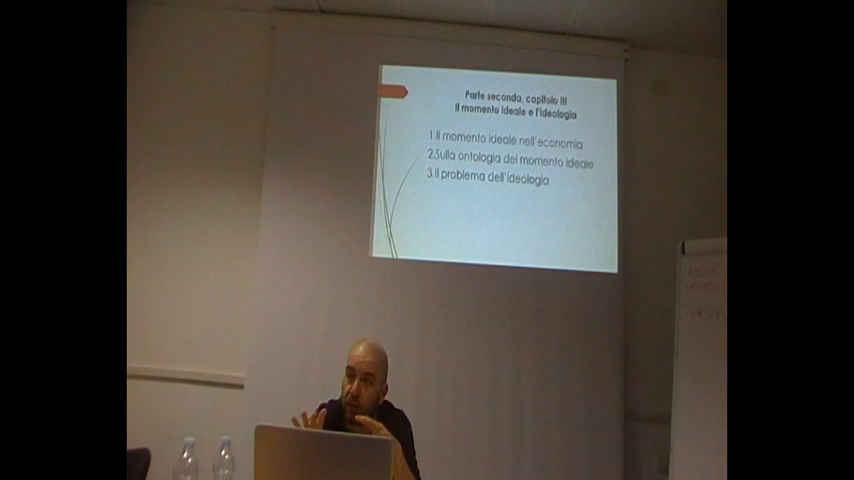 Parte seconda, capitolo III
Il momento ideale e l'ideologia
1.Il momento ideale nell'economia
2.Sulla ontologia del momento ideale
3.Il problema dell'ideologia